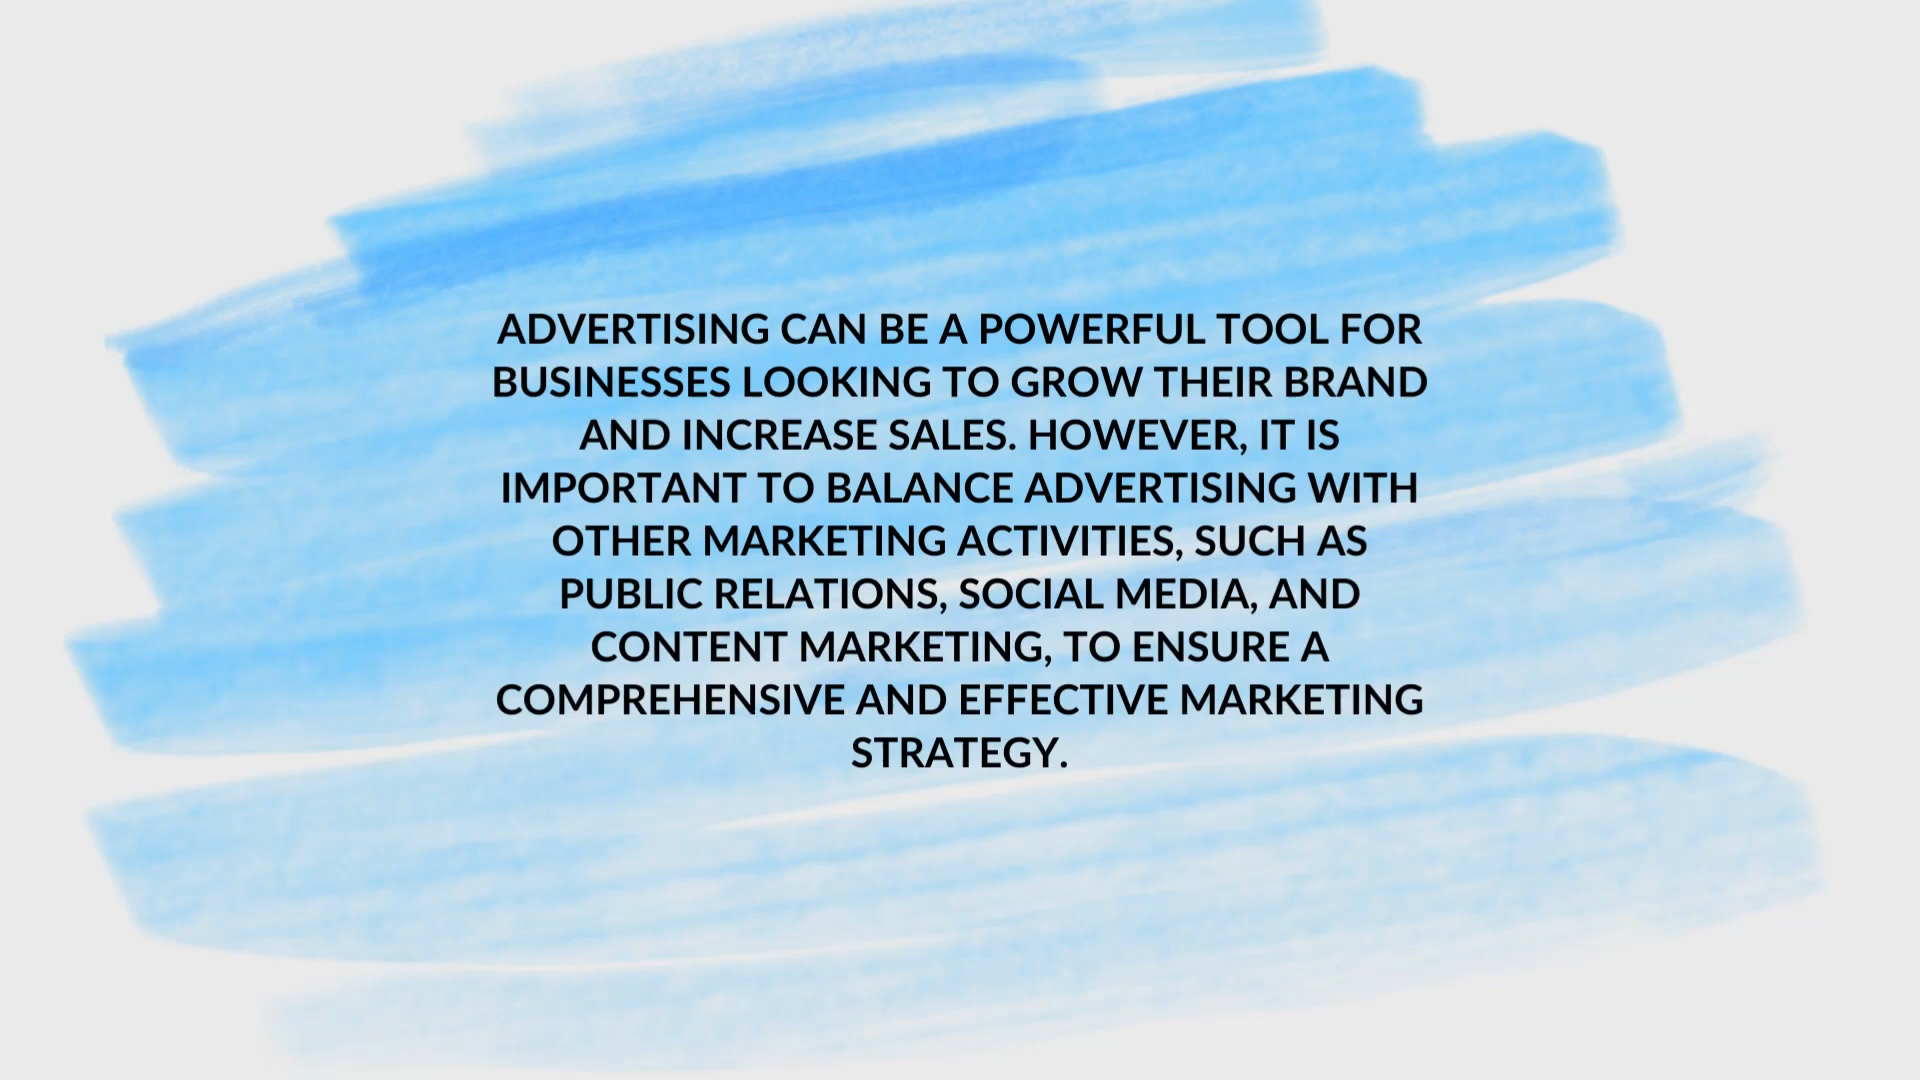 ADVERTISING CAN BE A POWERFUL TOOL FOR
BUSINESSES LOOKING TO GROW THEIR BRAND
AND INCREASE SALES. HOWEVER, IT IS
IMPORTANT TO BALANCE ADVERTISING WITH
OTHER MARKETING ACTIVITIES, SUCH AS
PUBLIC RELATIONS, SOCIAL MEDIA, AND
CONTENT MARKETING, TO ENSURE A
COMPREHENSIVE AND EFFECTIVE MARKETING
STRATEGY.